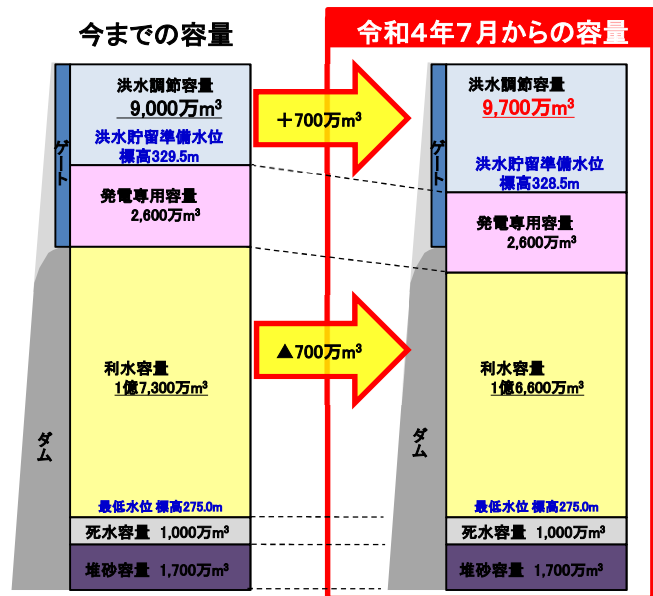 今までの容量
洪水調節容量
9,000万m³
洪水貯留準備水位
標高329.5m
ゲート
発電専用容量
2,600万m³
利水容量
1億7,300万m³
ダム
最低水位 標高275.0m
死水容量 1,000万m³
堆砂容量 1,700万m³
＋700万m³
▲700万m³
令和４年７月からの容量
洪水調節容量
9,700万m³
洪水貯留準備水位
標高328.5m
ゲート
発電専用容量
2,600万m³
利水容量
1億6,600万m³
ダム
最低水位 標高275.0m
死水容量 1,000万m³
堆砂容量 1,700万m³